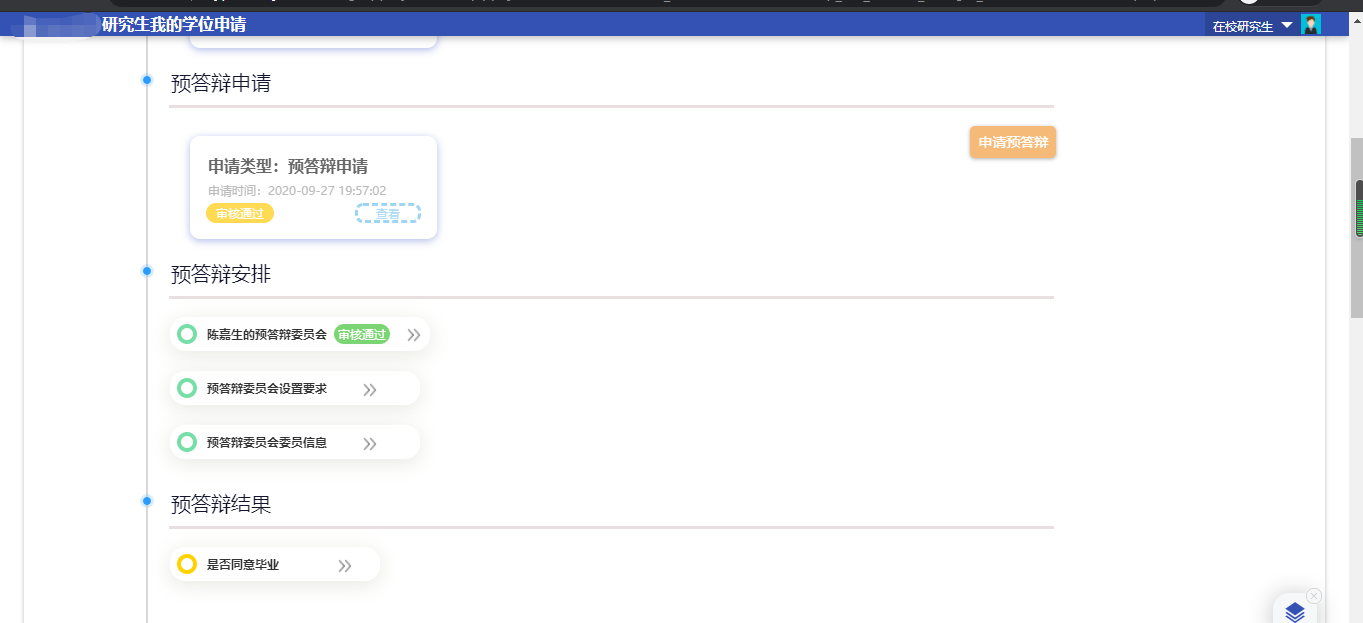 研究生我的学位申请
在校研究生
预答辩申请
申请预答辩
申请类型：预答辩申请
申请时间：2020-09-27 19:57:02
审核通过
查看
预答辩安排
陈嘉生的预答辩委员会 审核通过
预答辩委员会设置要求
预答辩委员会委员信息
预答辩结果
是否同意毕业